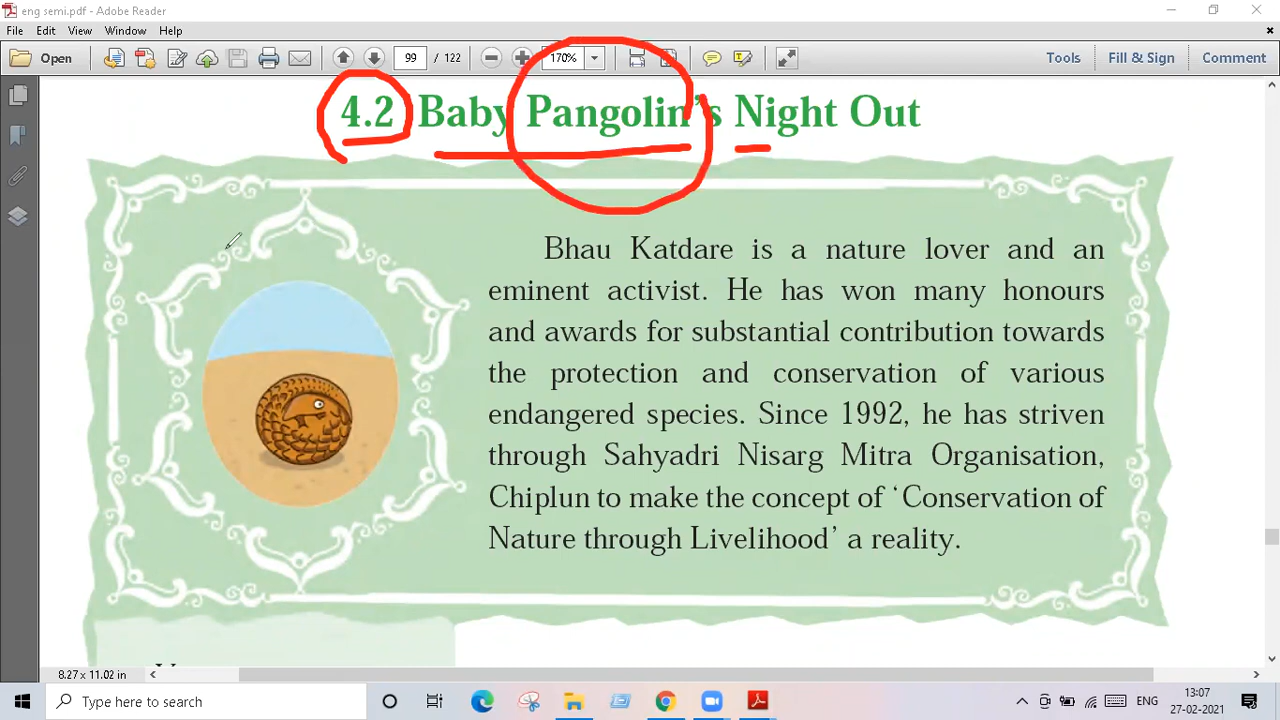 eng semi.pdf - Adobe Reader
File Edit View Window Help
Open 99 / 122 170% Tools Fill & Sign Comment
4.2 Baby Pangolin's Night Out
Bhau Katdare is a nature lover and an
eminent activist. He has won many honours
and awards for substantial contribution towards
the protection and conservation of various
endangered species. Since 1992, he has striven
through Sahyadri Nisarg Mitra Organisation,
Chiplun to make the concept of ‘Conservation of
Nature through Livelihood’ a reality.
8.27 x 11.02 in
Type here to search
ENG
13:07
27-02-2021